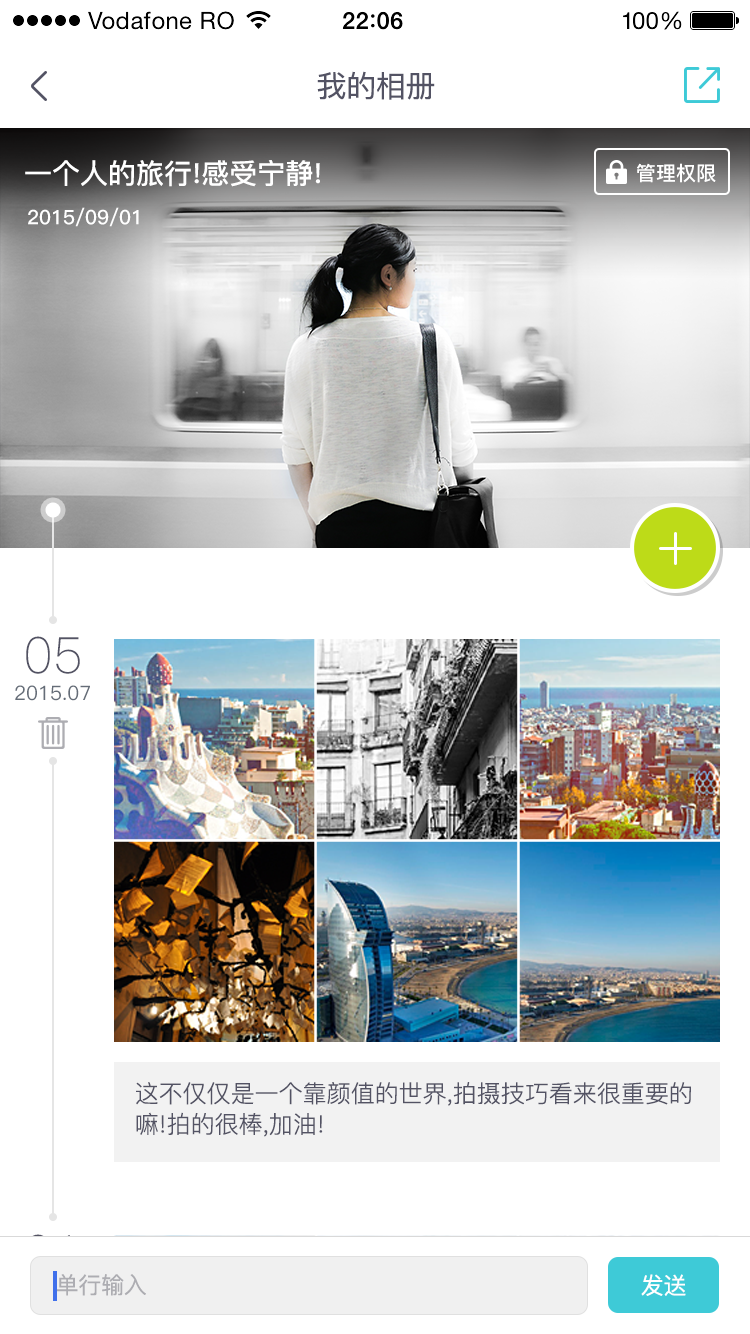 Vodafone RO 22:06 100%
我的相册
一个人的旅行!感受宁静!
管理权限
2015/09/01
05
2015.07
这不仅仅是一个靠颜值的世界,拍摄技巧看来很重要的
嘛!拍的很棒,加油!
单行输入
发送